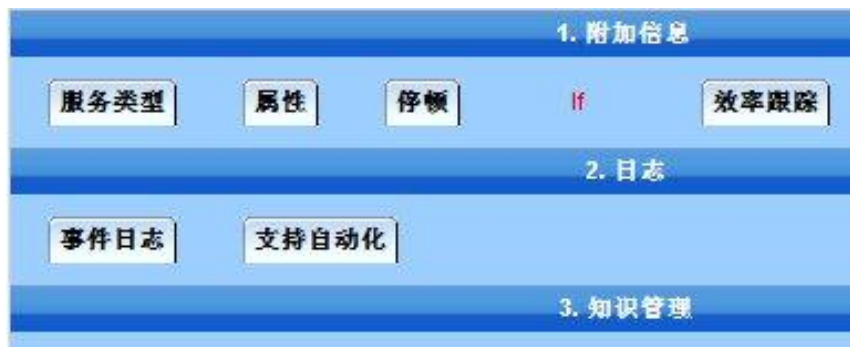 1. 附加信息
服务类型 属性 停顿 If 效率跟踪
2. 日志
事件日志 支持自动化
3. 知识管理